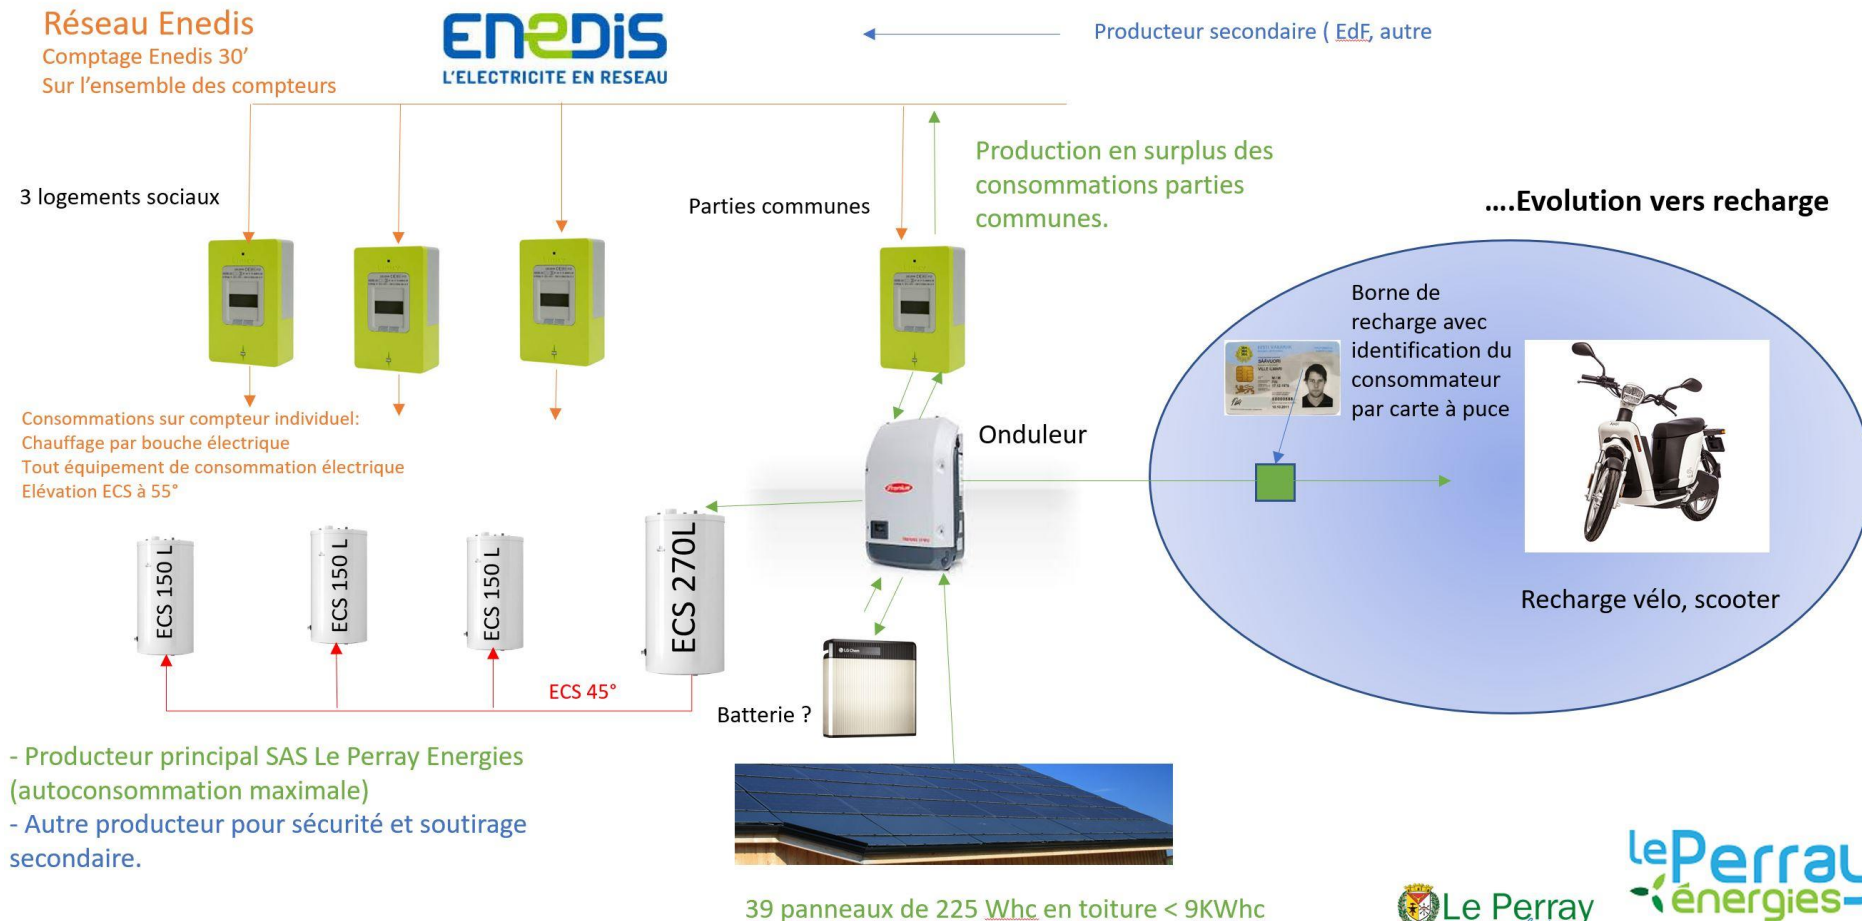 Réseau Enedis
Comptage Enedis 30’
Sur l’ensemble des compteurs
ENEDIS
L'ELECTRICITE EN RESEAU
Producteur secondaire ( EdF, autre
3 logements sociaux
Parties communes
Production en surplus des
consommations parties
communes.
....Evolution vers recharge
Borne de
recharge avec
identification du
consommateur
par carte à puce
Consommations sur compteur individuel:
Chauffage par bouche électrique
Tout équipement de consommation électrique
Elévation ECS à 55°
Onduleur
Fronius
ECS 150 L
ECS 150 L
ECS 150 L
ECS 270L
Recharge vélo, scooter
ECS 45°
Batterie ?
LG Chem
- Producteur principal SAS Le Perray Energies
(autoconsommation maximale)
- Autre producteur pour sécurité et soutirage
secondaire.
39 panneaux de 225 Whc en toiture < 9KWhc
Le Perray
le Perray
énergies